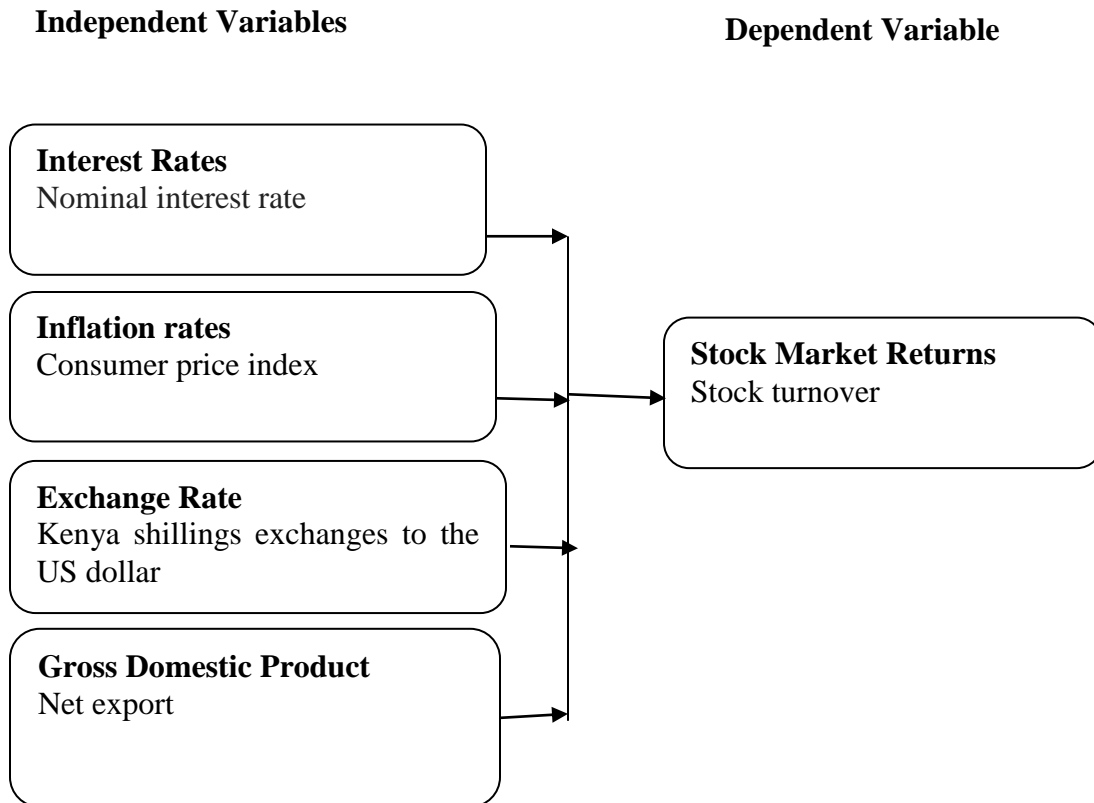 Independent Variables
Dependent Variable
Interest Rates
Nominal interest rate
Inflation rates
Consumer price index
Stock Market Returns
Stock turnover
Exchange Rate
Kenya shillings exchanges to the
US dollar
Gross Domestic Product
Net export